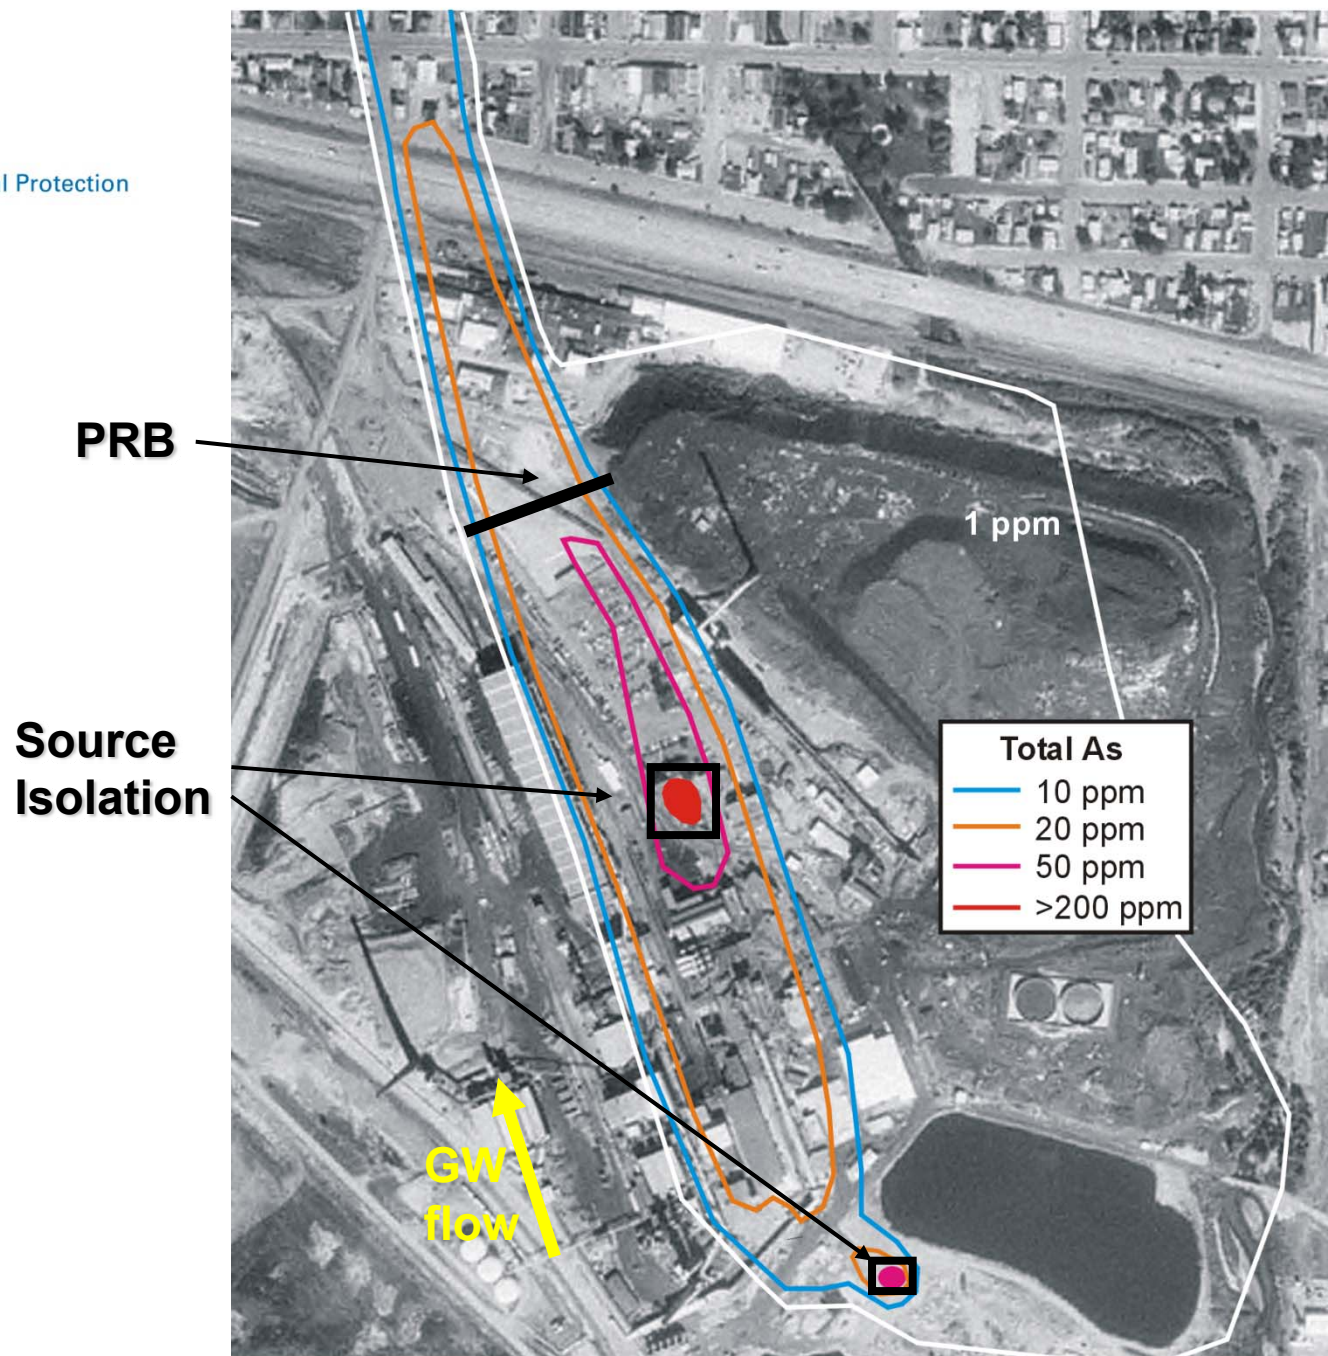 l Protection
PRB
1 ppm
Source
Isolation
Total As
10 ppm
20 ppm
50 ppm
>200 ppm
GW
flow